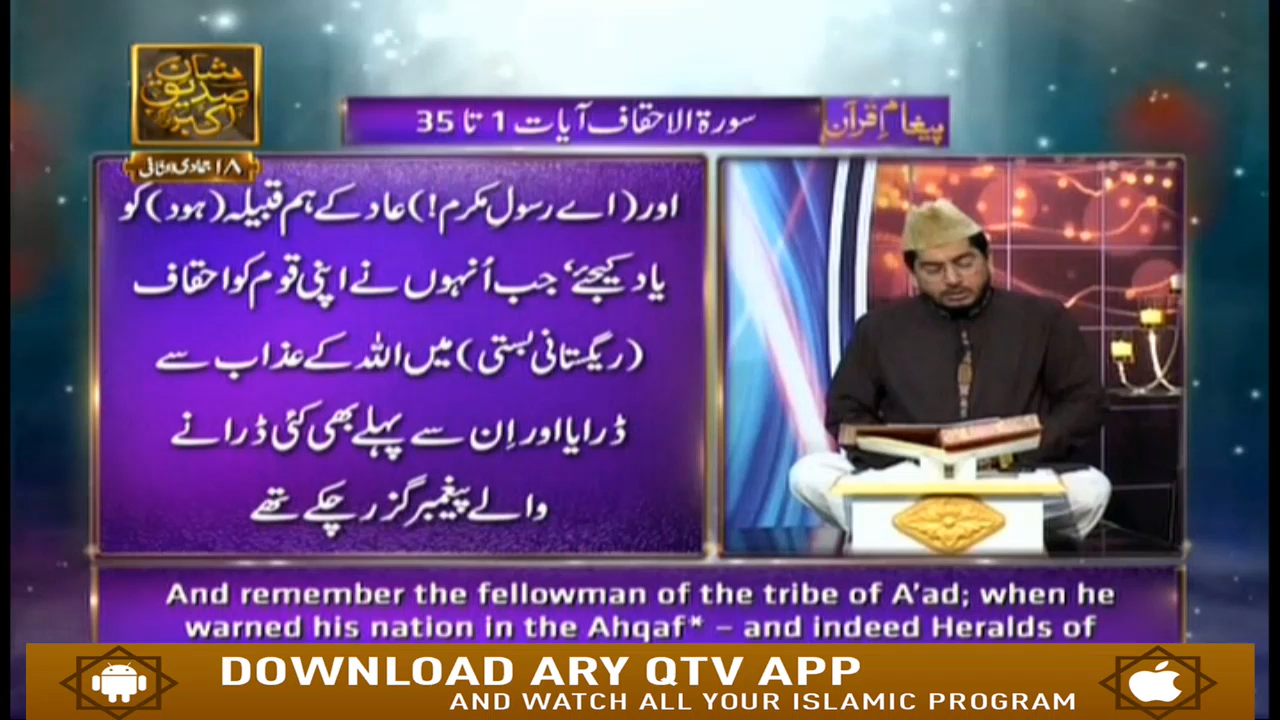 شان
صدیق
اکبر
۱۸ جمادی الثانی
پیغام قرآن
سورۃ الاحقاف آیات 1 تا 35
اور (اے رسولِ مکرم!) عاد کے ہم قبیلہ (ہود) کو
یاد کیجئے‘ جب اُنہوں نے اپنی قوم کو احقاف
(ریگستانی بستی) میں اللہ کے عذاب سے
ڈرایا اور اِن سے پہلے بھی کئی ڈرانے
والے پیغمبر گزر چکے تھے
And remember the fellowman of the tribe of A’ad; when he
warned his nation in the Ahqaf* – and indeed Heralds of
DOWNLOAD ARY QTV APP
AND WATCH ALL YOUR ISLAMIC PROGRAM